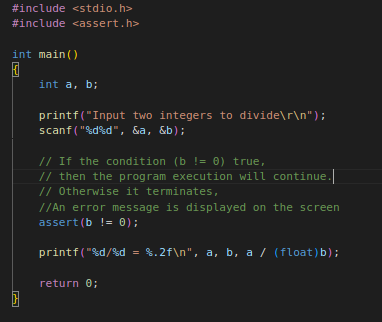 #include <stdio.h>
#include <assert.h>
int main()
{
int a, b;
printf("Input two integers to divide\r\n");
scanf("%d%d", &a, &b);
// If the condition (b != 0) true,
// then the program execution will continue.
// Otherwise it terminates,
//An error message is displayed on the screen
assert(b != 0);
printf("%d/%d = %.2f\n", a, b, a / (float)b);
return 0;
}